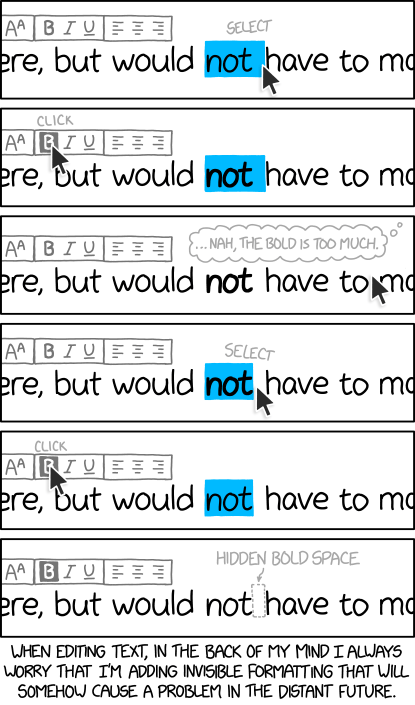 SELECT
AA B I U
ere, but would not have to mo
CLICK
AA B I U
ere, but would not have to mo
...NAH, THE BOLD IS TOO MUCH.
AA B I U
ere, but would not have to mo
SELECT
AA B I U
ere, but would not have to mo
CLICK
AA B I U
ere, but would not have to mo
HIDDEN BOLD SPACE
AA B I U
ere, but would not have to mo
WHEN EDITING TEXT, IN THE BACK OF MY MIND I ALWAYS
WORRY THAT I'M ADDING INVISIBLE FORMATTING THAT WILL
SOMEHOW CAUSE A PROBLEM IN THE DISTANT FUTURE.